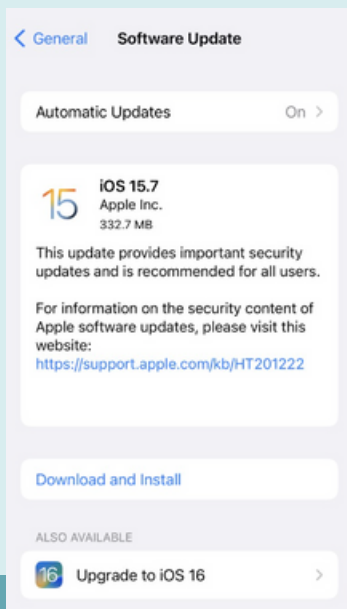 General
Software Update
Automatic Updates On
15
iOS 15.7
Apple Inc.
332.7 MB
This update provides important security
updates and is recommended for all users.
For information on the security content of
Apple software updates, please visit this
website:
https://support.apple.com/kb/HT201222
Download and Install
ALSO AVAILABLE
16 Upgrade to iOS 16